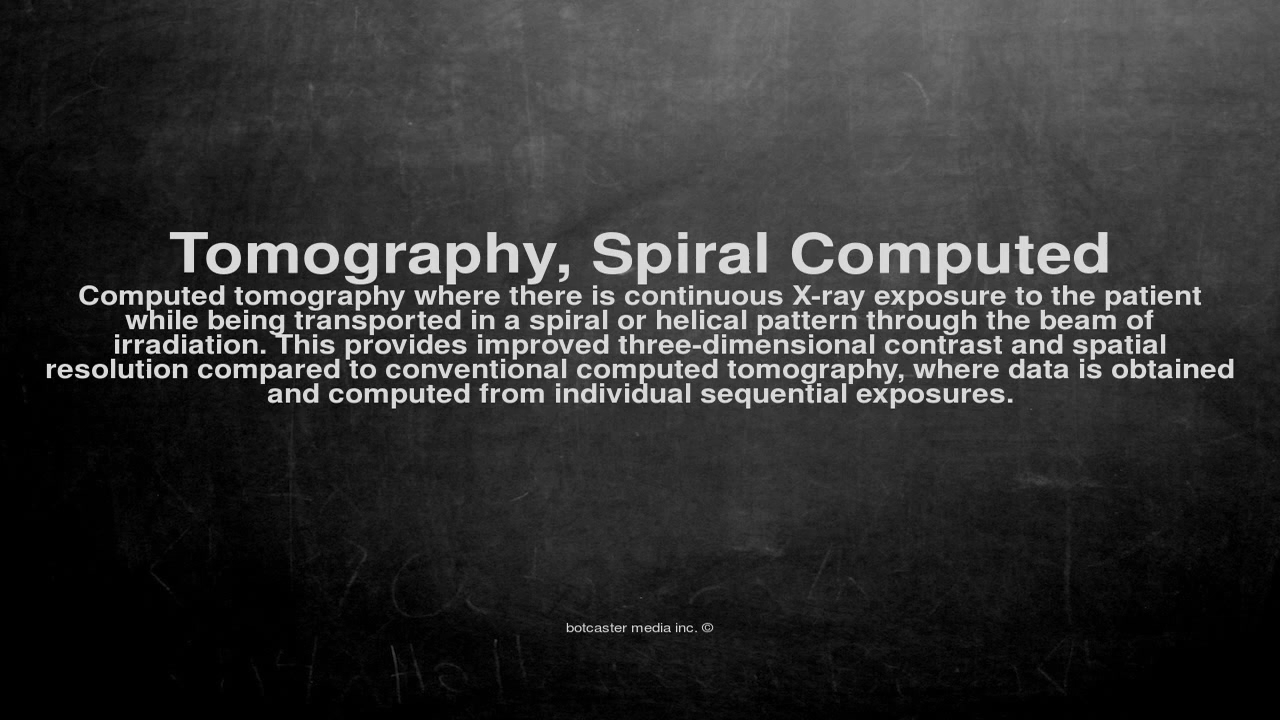 Tomography, Spiral Computed
Computed tomography where there is continuous X-ray exposure to the patient
while being transported in a spiral or helical pattern through the beam of
irradiation. This provides improved three-dimensional contrast and spatial
resolution compared to conventional computed tomography, where data is obtained
and computed from individual sequential exposures.
botcaster media inc. ©